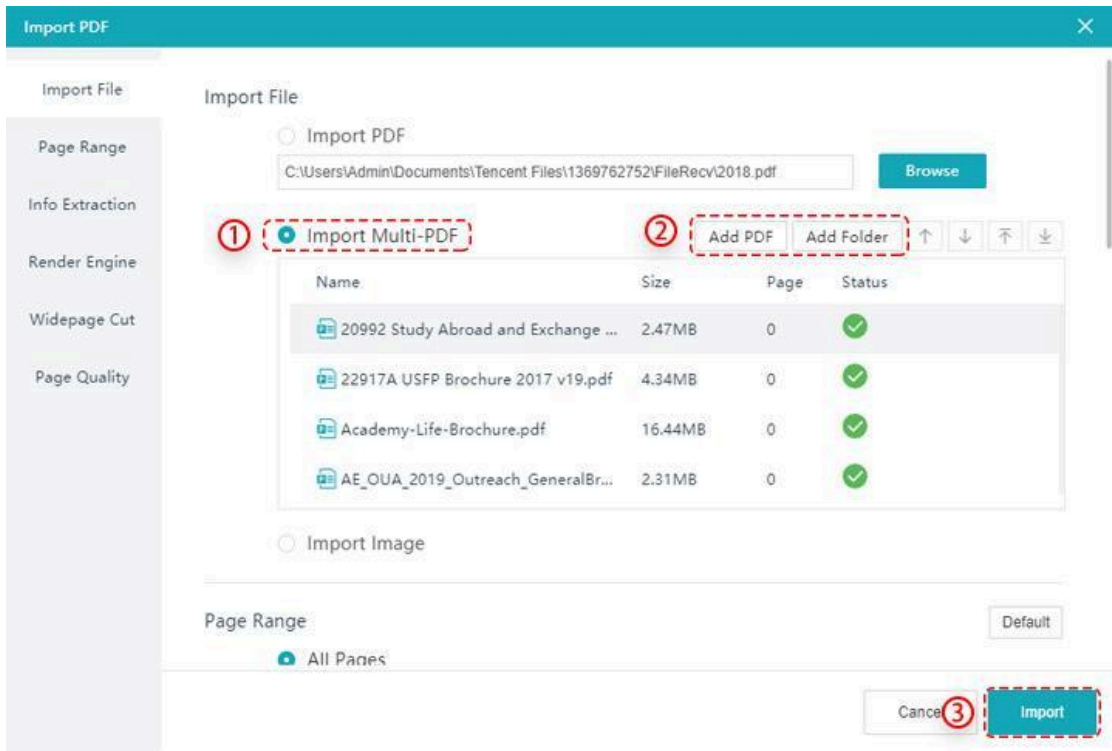 Import PDF
Import File
Page Range
Info Extraction
Render Engine
Widepage Cut
Page Quality
Import File
Import PDF
C:\Users\Admin\Documents\Tencent Files\1369762752\FileRecv\2018.pdf Browse
① Import Multi-PDF ② Add PDF Add Folder
Name Size Page Status
20992 Study Abroad and Exchange ... 2.47MB 0
22917A USFP Brochure 2017 v19.pdf 4.34MB 0
Academy-Life-Brochure.pdf 16.44MB 0
AE_OUA_2019_Outreach_GeneralBr... 2.31MB 0
Import Image
Page Range Default
All Pages
Cance ③ Import